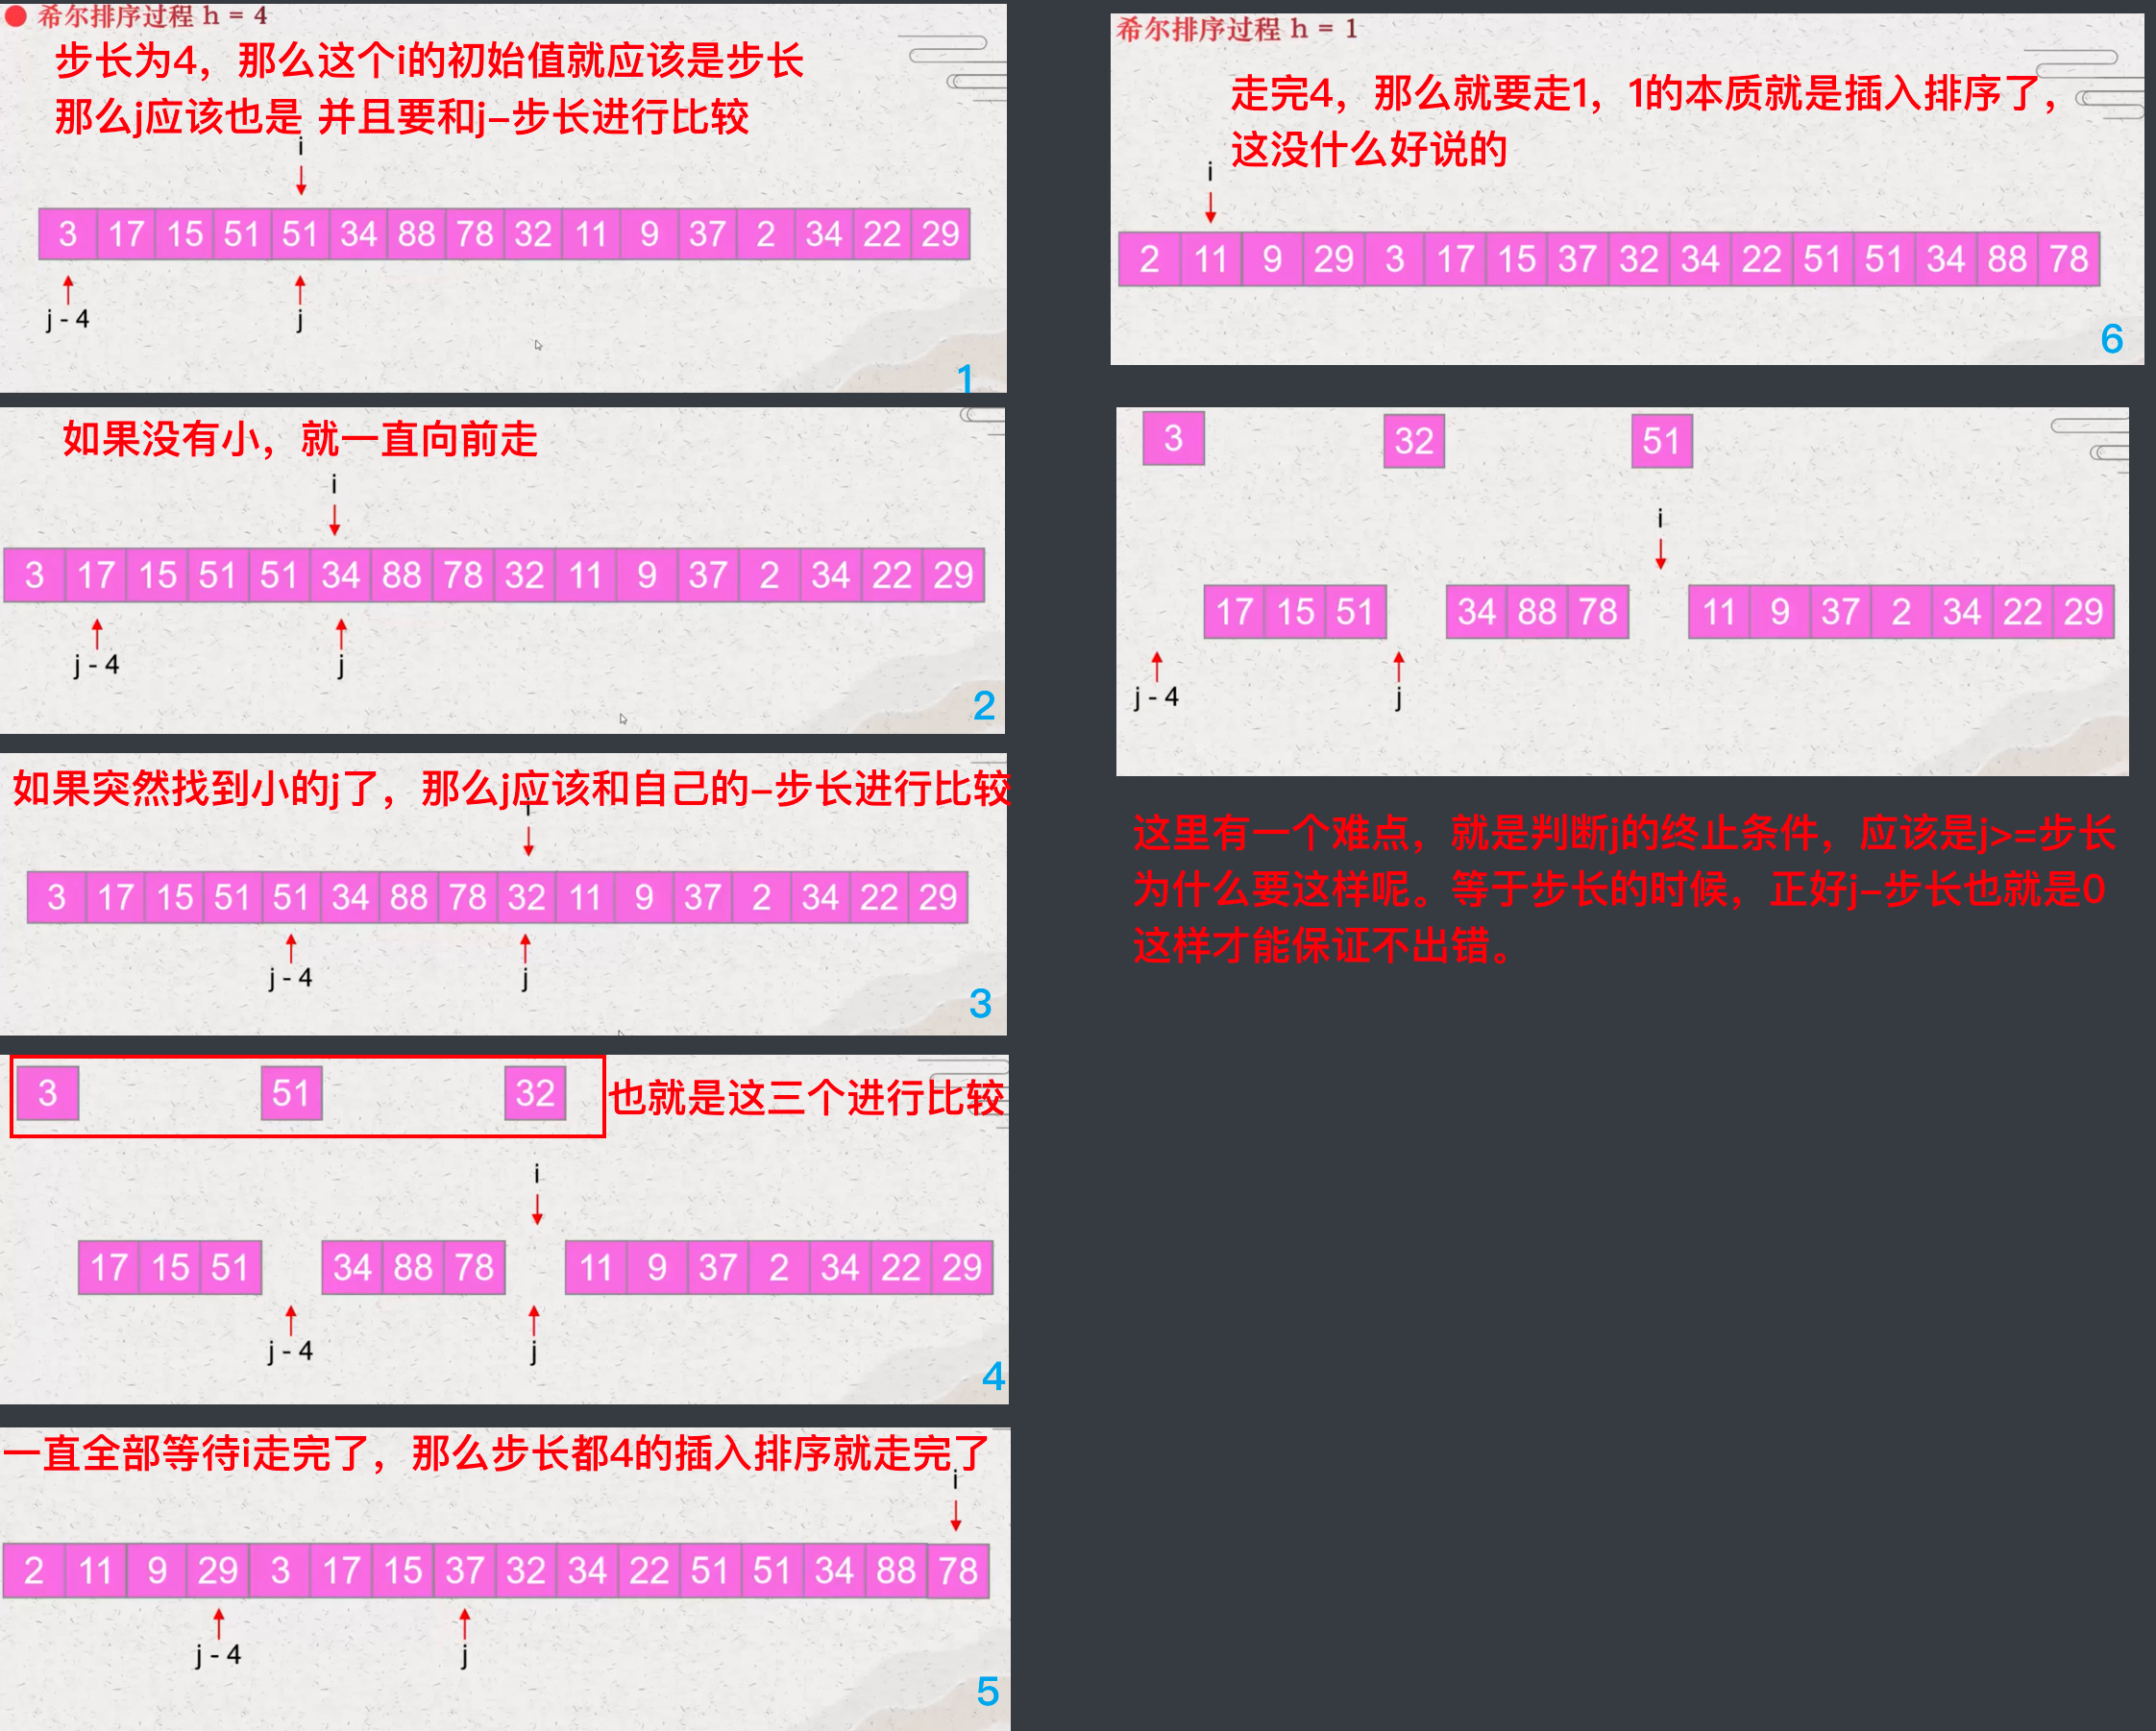 希尔排序过程 h = 4
步长为4，那么这个i的初始值就应该是步长
那么j应该也是 并且要和j-步长进行比较
i
3 17 15 51 51 34 88 78 32 11 9 37 2 34 22 29
j - 4 j
1
如果没有小，就一直向前走
i
3 17 15 51 51 34 88 78 32 11 9 37 2 34 22 29
j - 4 j
2
如果突然找到小的j了，那么j应该和自己的-步长进行比较
i
3 17 15 51 51 34 88 78 32 11 9 37 2 34 22 29
j - 4 j
3
3 51 32 也就是这三个进行比较
i
17 15 51 34 88 78 11 9 37 2 34 22 29
j - 4 j
4
一直全部等待i走完了，那么步长都4的插入排序就走完了
i
2 11 9 29 3 17 15 37 32 34 22 51 51 34 88 78
j - 4 j
5
希尔排序过程 h = 1
走完4，那么就要走1，1的本质就是插入排序了，
这没什么好说的
i
2 11 9 29 3 17 15 37 32 34 22 51 51 34 88 78
6
3 32 51
i
17 15 51 34 88 78 11 9 37 2 34 22 29
j - 4 j
这里有一个难点，就是判断j的终止条件，应该是j>=步长
为什么要这样呢。等于步长的时候，正好j-步长也就是0
这样才能保证不出错。